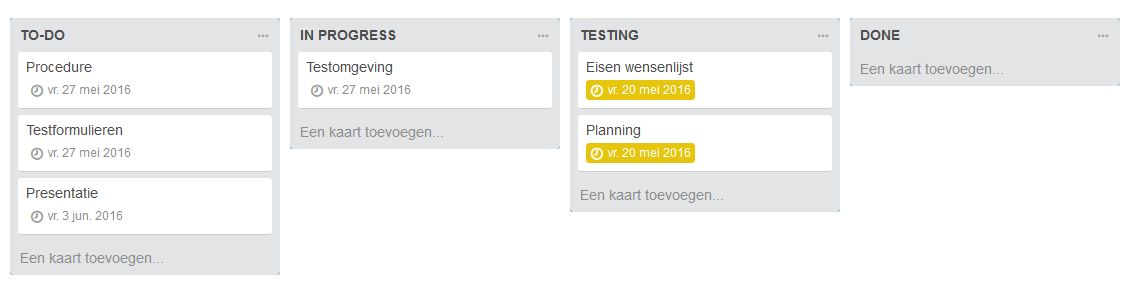 TO-DO
Procedure
vr. 27 mei 2016
Testformulieren
vr. 27 mei 2016
Presentatie
vr. 3 jun. 2016
Een kaart toevoegen...
IN PROGRESS
Testomgeving
vr. 27 mei 2016
Een kaart toevoegen...
TESTING
Eisen wensenlijst
vr. 20 mei 2016
Planning
vr. 20 mei 2016
Een kaart toevoegen...
DONE
Een kaart toevoegen...